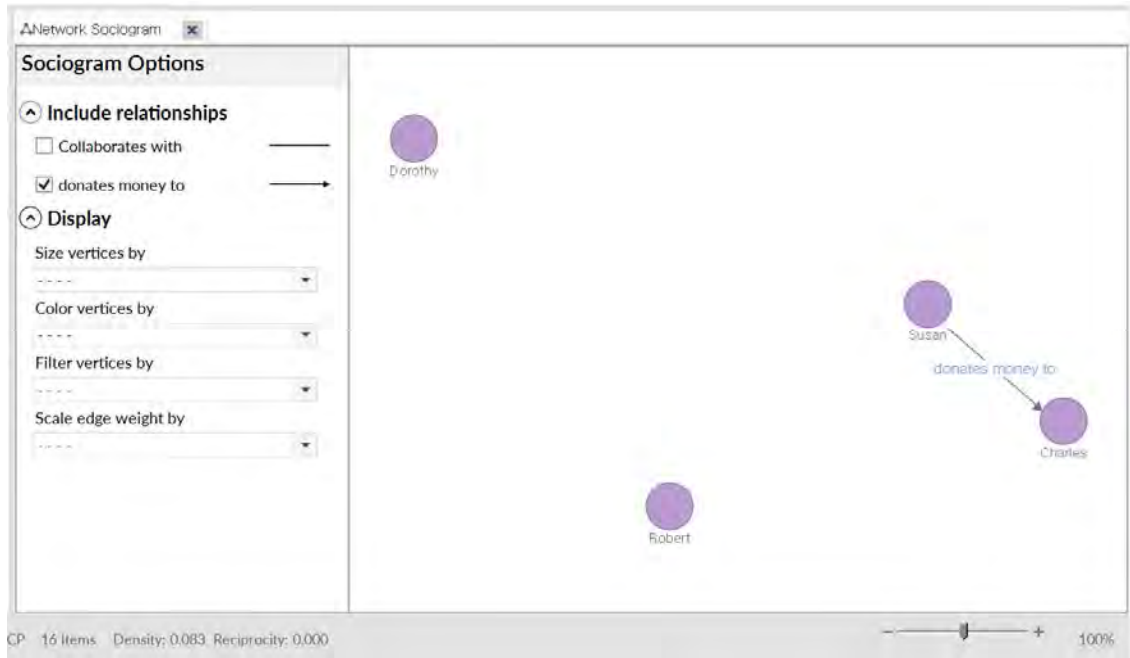 Network Sociogram
Sociogram Options
Include relationships
Collaborates with
donates money to
Display
Size vertices by
- - - -
Color vertices by
- - - -
Filter vertices by
- - - -
Scale edge weight by
- - - -
Dorothy
Susan
donates money to
Charles
Robert
CP 16 items Density: 0.083 Reciprocity: 0.000
- + 100%